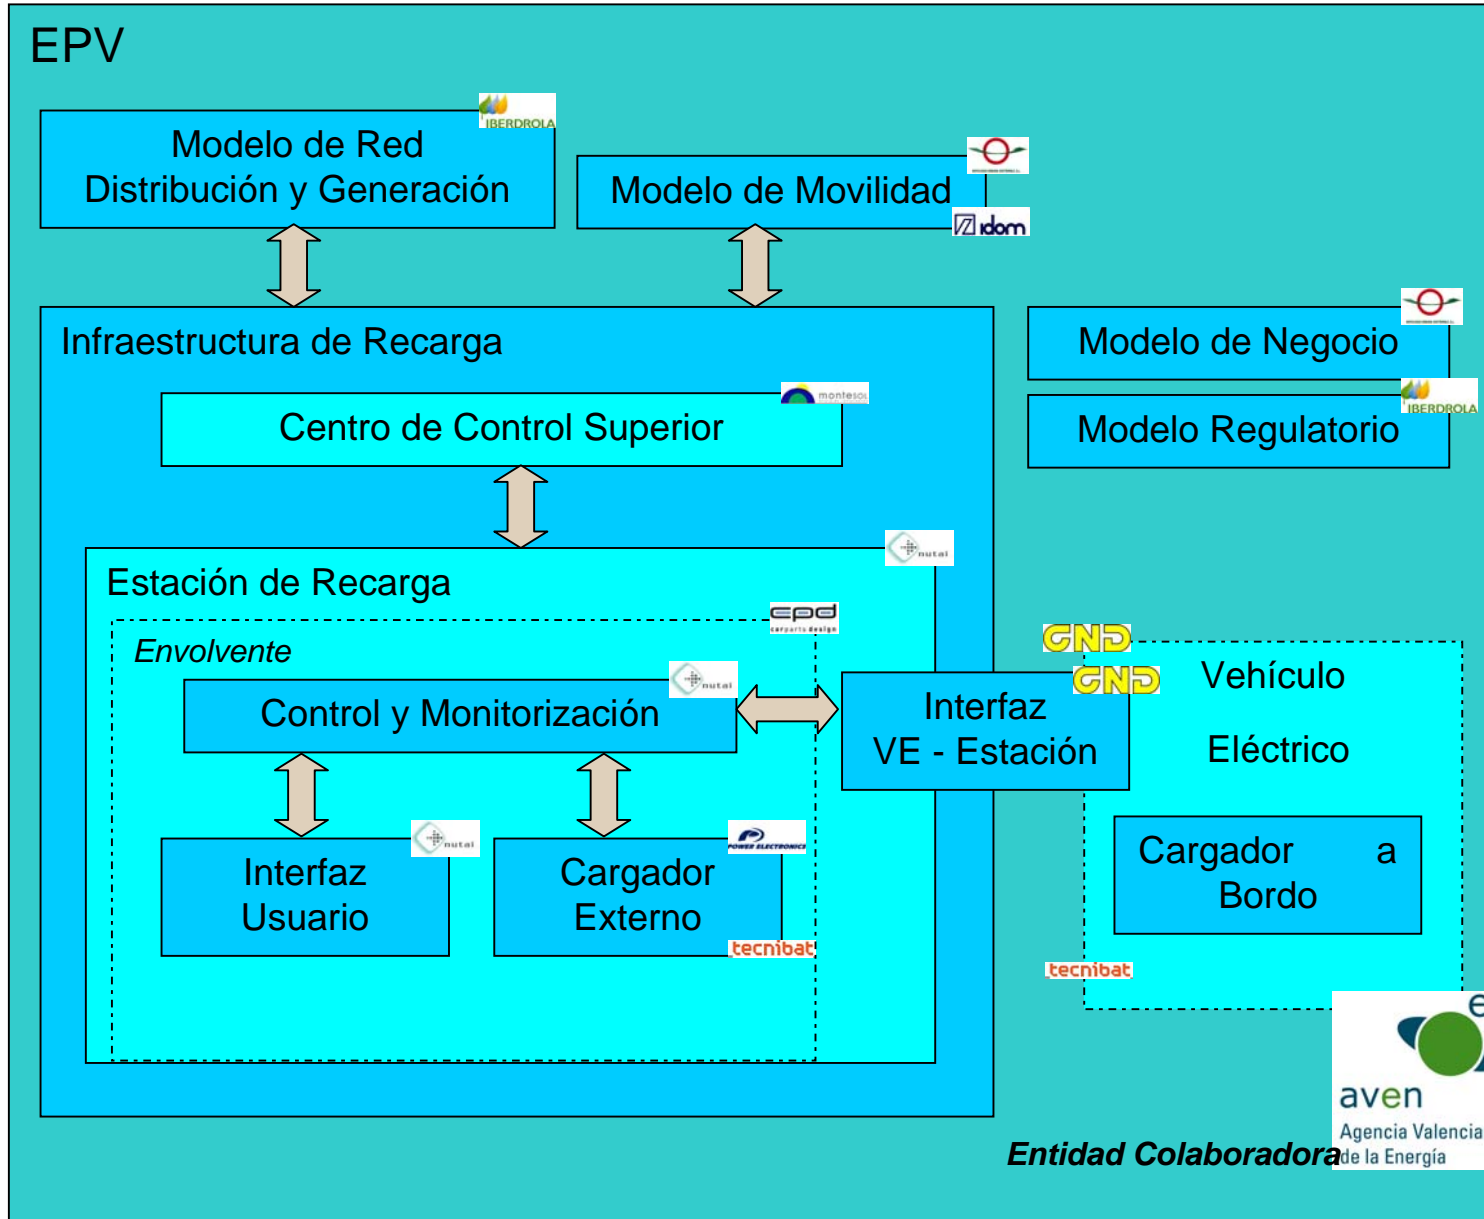 EPV
IBERDROLA
Modelo de Red
Distribución y Generación
Modelo de Movilidad
idom
Infraestructura de Recarga
Modelo de Negocio
IBERDROLA
Modelo Regulatorio
montesol
Centro de Control Superior
nutai
Estación de Recarga
cpd
carparts design
Envolvente
nutai
Control y Monitorización
GND
GND
Interfaz
VE - Estación
Vehículo
Eléctrico
nutai
Interfaz
Usuario
POWER ELECTRONICS
Cargador
Externo
tecnibat
Cargador a
Bordo
tecnibat
aven
Agencia Valencia
de la Energía
Entidad Colaboradora